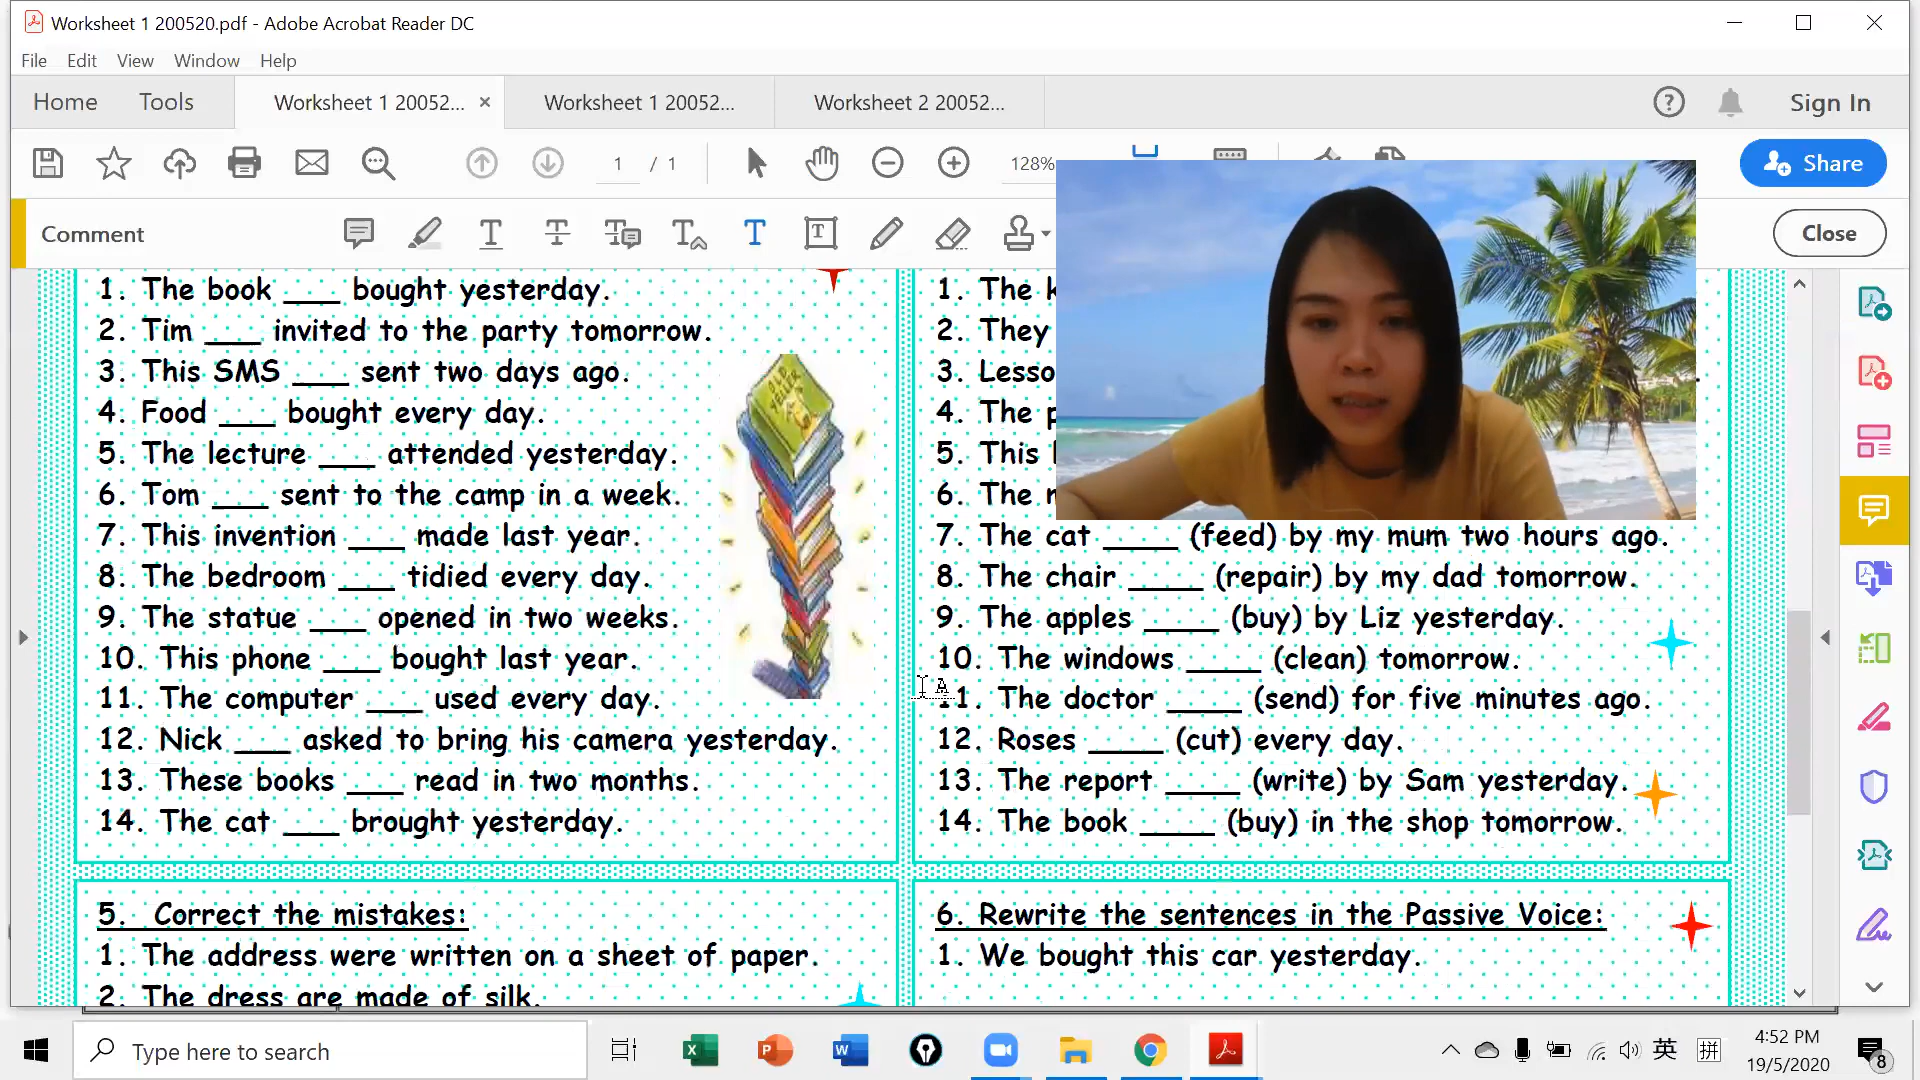 Worksheet 1 200520.pdf - Adobe Acrobat Reader DC
File Edit View Window Help
Home Tools Worksheet 1 20052... × Worksheet 1 20052... Worksheet 2 20052... Sign In
1 / 1 128% Share
Comment Close
1. The book ___ bought yesterday.
2. Tim ___ invited to the party tomorrow.
3. This SMS ___ sent two days ago.
4. Food ___ bought every day.
5. The lecture ___ attended yesterday.
6. Tom ___ sent to the camp in a week.
7. This invention ___ made last year.
8. The bedroom ___ tidied every day.
9. The statue ___ opened in two weeks.
10. This phone ___ bought last year.
11. The computer ___ used every day.
12. Nick ___ asked to bring his camera yesterday.
13. These books ___ read in two months.
14. The cat ___ brought yesterday.
1. The
2. They
3.
4. The
5. This
6. The
7. The cat ____ (feed) by my mum two hours ago.
8. The chair ____ (repair) by my dad tomorrow.
9. The apples ____ (buy) by Liz yesterday.
10. The windows ____ (clean) tomorrow.
11. The doctor ____ (send) for five minutes ago.
12. Roses ____ (cut) every day.
13. The report ____ (write) by Sam yesterday.
14. The book ____ (buy) in the shop tomorrow.
5. Correct the mistakes:
1. The address were written on a sheet of paper.
2. The dress are made of silk.
6. Rewrite the sentences in the Passive Voice:
1. We bought this car yesterday.
Type here to search
英 拼
4:52 PM
19/5/2020
8